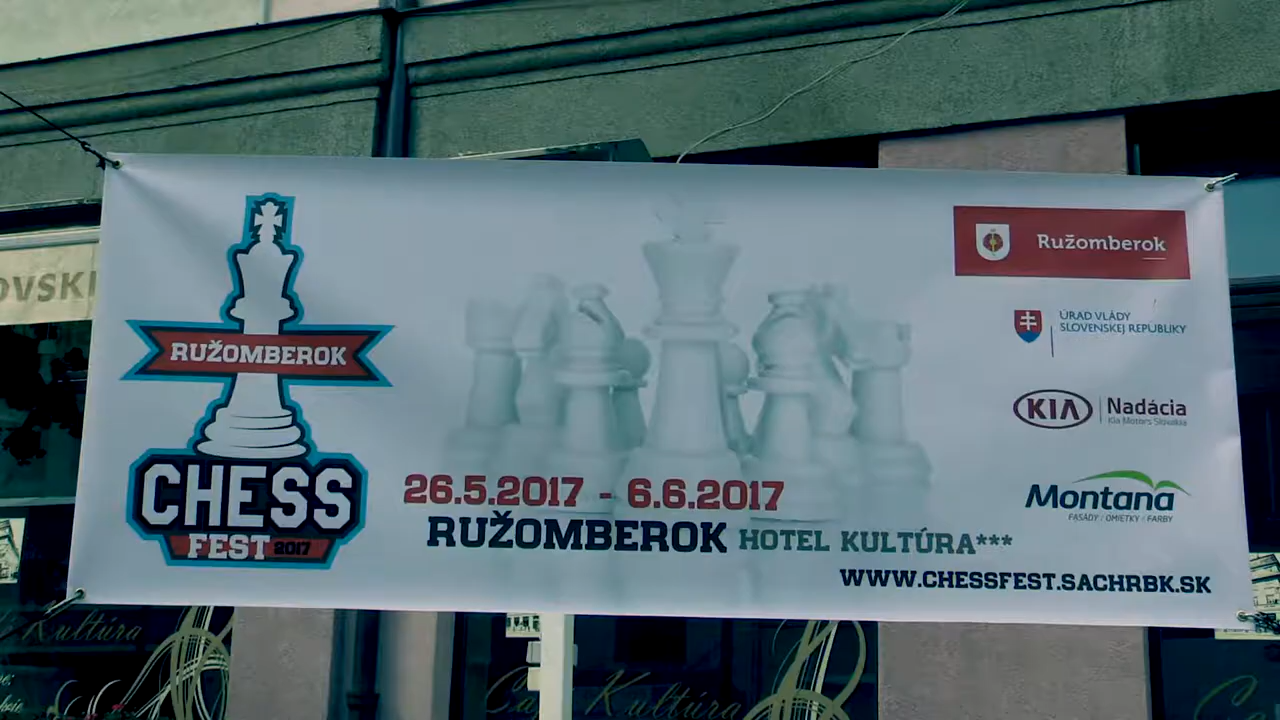 OVSKI
RUŽOMBEROK
CHESS
FEST 2017
26.5.2017 - 6.6.2017
RUŽOMBEROK HOTEL KULTÚRA***
WWW.CHESSFEST.SACHRBK.SK
Ružomberok
ÚRAD VLÁDY
SLOVENSKEJ REPUBLIKY
KIA Nadácia
Kia Motors Slovakia
Montana
FASÁDY / OMIETKY / FARBY
Kultúra
Kultúra